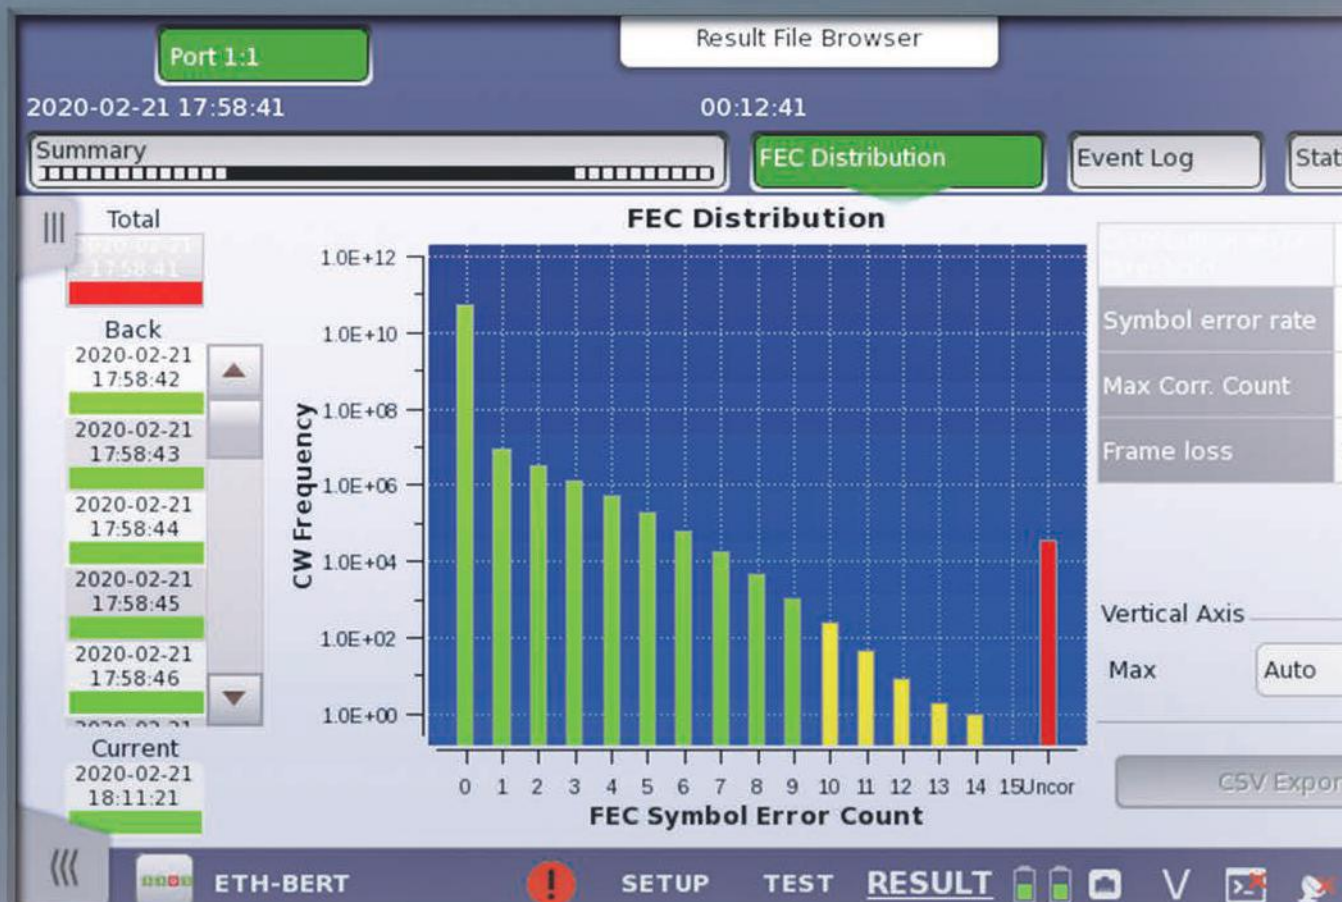 Port 1:1
Result File Browser
2020-02-21 17:58:41
00:12:41
Summary
FEC Distribution
Event Log
Stat
Total
17:58:41
Back
2020-02-21
17:58:42
2020-02-21
17:58:43
2020-02-21
17:58:44
2020-02-21
17:58:45
2020-02-21
17:58:46
Current
2020-02-21
18:11:21
FEC Distribution
CW Frequency
1.0E+12
1.0E+10
1.0E+08
1.0E+06
1.0E+04
1.0E+02
1.0E+00
0 1 2 3 4 5 6 7 8 9 10 11 12 13 14 15 Uncor
FEC Symbol Error Count
Symbol error rate
Max Corr. Count
Frame loss
Vertical Axis
Max
Auto
CSV Expor
ETH-BERT
!
SETUP
TEST
RESULT
V
>_